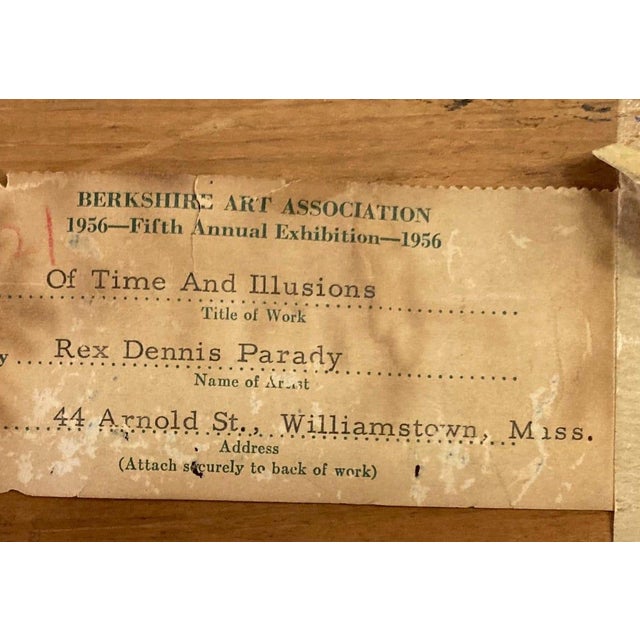 BERKSHIRE ART ASSOCIATION
1956—Fifth Annual Exhibition—1956
21
Of Time And Illusions
Title of Work
y Rex Dennis Parady
Name of Artist
44 Arnold St., Williamstown, Mass.
Address
(Attach securely to back of work)